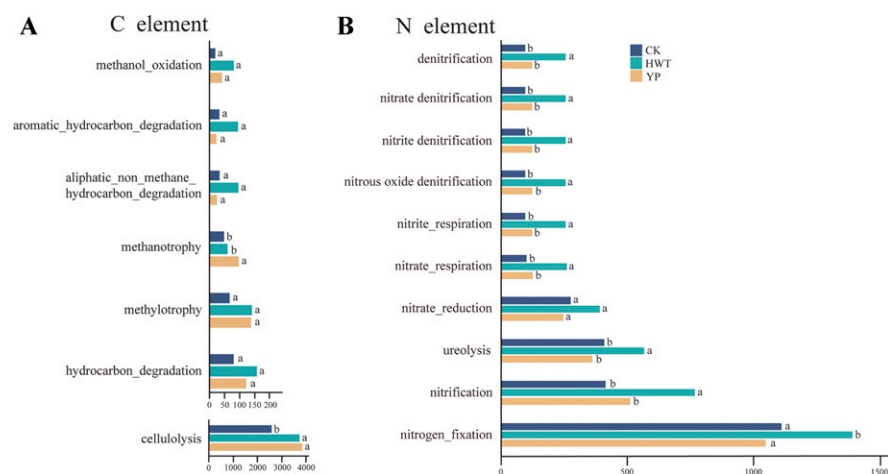 A
C element
methanol_oxidation
a
a
a
aromatic_hydrocarbon_degradation
a
a
a
aliphatic_non_methane_
hydrocarbon_degradation
a
a
a
methanotrophy
b
b
a
methylotrophy
a
a
a
hydrocarbon_degradation
a
a
a
0 50 100 150 200
cellulolysis
b
a
a
0 1000 2000 3000 4000
B
N element
CK
HWT
YP
denitrification
b
a
b
nitrate denitrification
b
a
b
nitrite denitrification
b
a
b
nitrous oxide denitrification
b
a
b
nitrite_respiration
b
a
b
nitrate_respiration
b
a
b
nitrate_reduction
a
a
a
ureolysis
b
a
b
nitrification
b
a
b
nitrogen_fixation
a
b
a
0 500 1000 1500